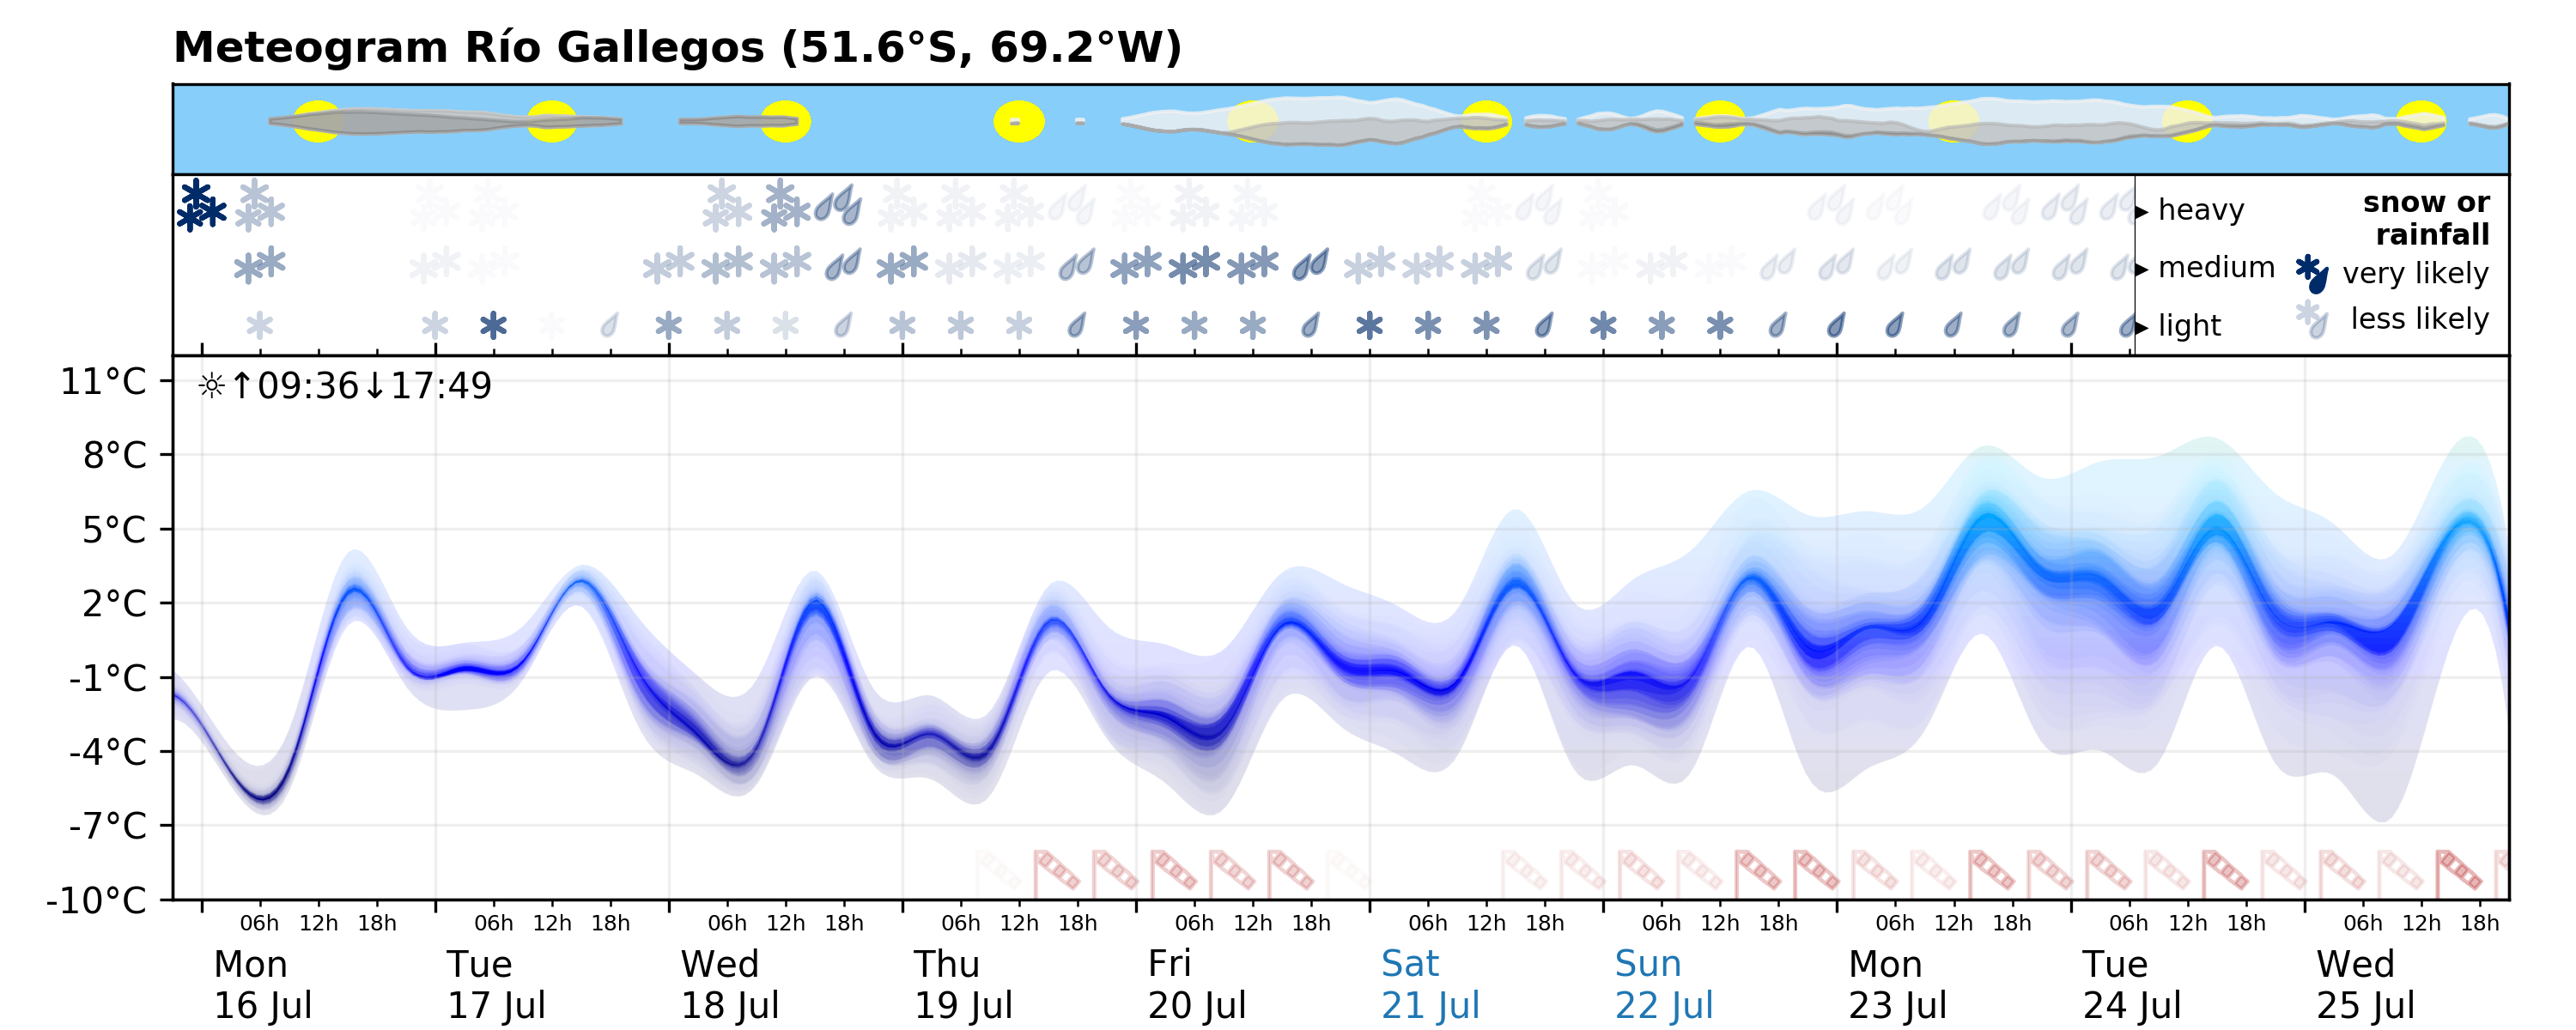 Meteogram Río Gallegos (51.6°S, 69.2°W)
▸ heavy
snow or
rainfall
▸ medium
very likely
▸ light
less likely
☼↑09:36↓17:49
11°C
8°C
5°C
2°C
-1°C
-4°C
-7°C
-10°C
06h 12h 18h 06h 12h 18h 06h 12h 18h 06h 12h 18h 06h 12h 18h 06h 12h 18h 06h 12h 18h 06h 12h 18h 06h 12h 18h 06h 12h 18h
Mon Tue Wed Thu Fri Sat Sun Mon Tue Wed
16 Jul 17 Jul 18 Jul 19 Jul 20 Jul 21 Jul 22 Jul 23 Jul 24 Jul 25 Jul